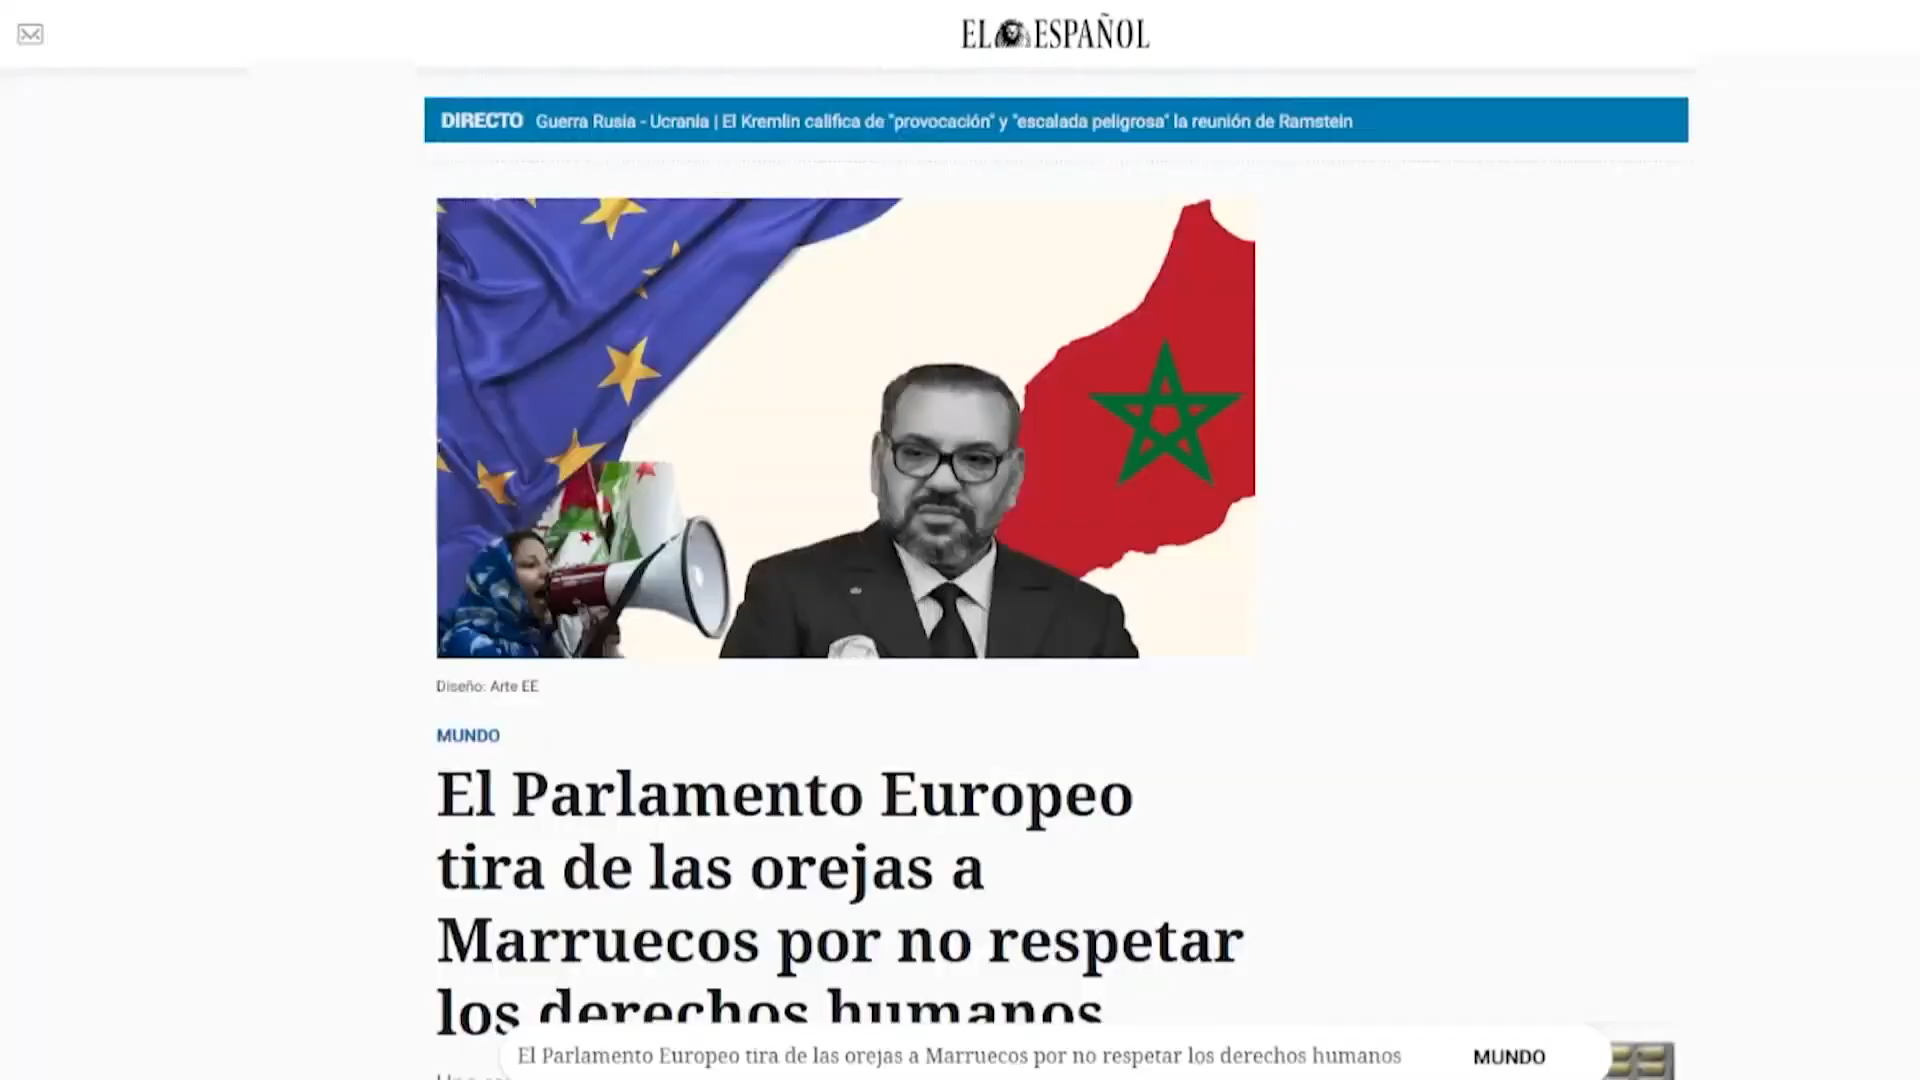 EL ESPAÑOL
DIRECTO Guerra Rusia - Ucrania | El Kremlin califica de "provocación" y "escalada peligrosa" la reunión de Ramstein
Diseño: Arte EE
MUNDO
El Parlamento Europeo
tira de las orejas a
Marruecos por no respetar
los derechos humanos
El Parlamento Europeo tira de las orejas a Marruecos por no respetar los derechos humanos MUNDO